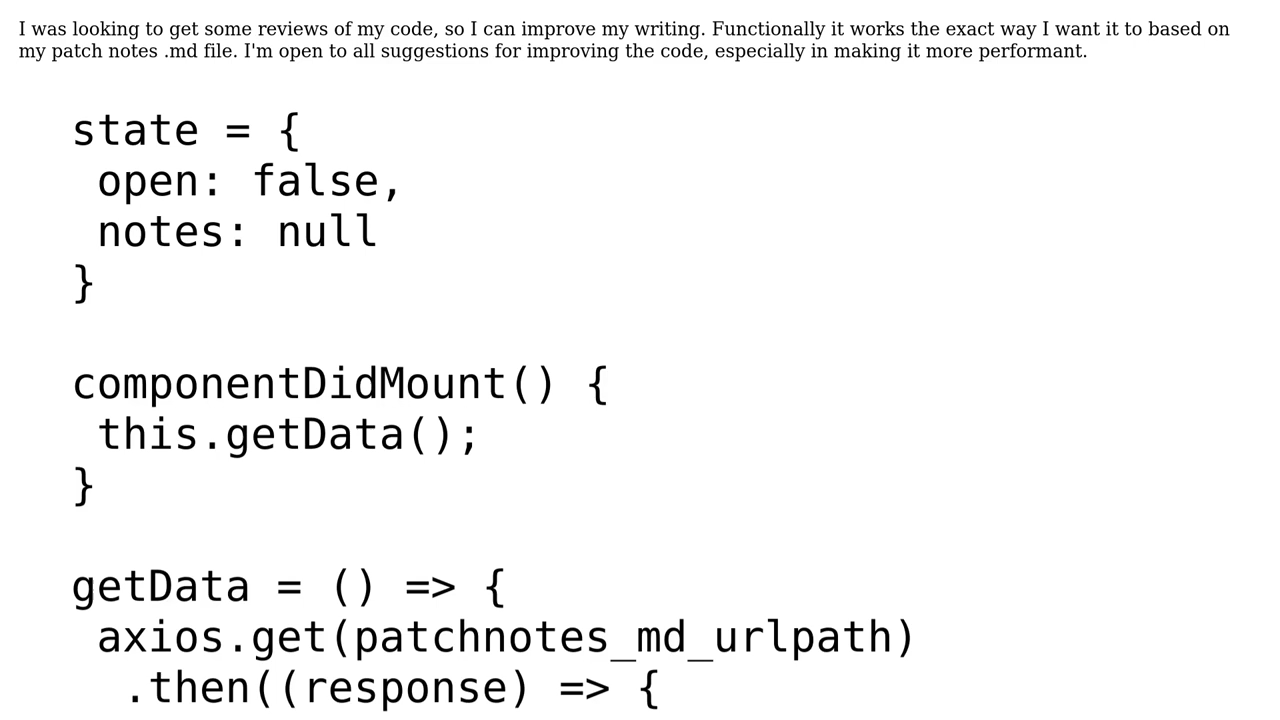 I was looking to get some reviews of my code, so I can improve my writing. Functionally it works the exact way I want it to based on
my patch notes .md file. I'm open to all suggestions for improving the code, especially in making it more performant.
state = {
 open: false,
 notes: null
}
componentDidMount() {
 this.getData();
}
getData = () => {
 axios.get(patchnotes_md_urlpath)
  .then((response) => {